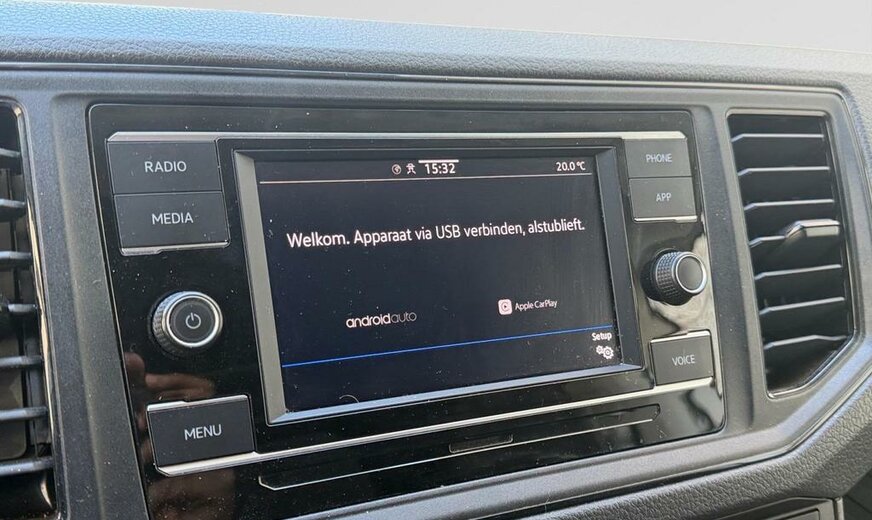 RADIO
MEDIA
MENU
15:32
20.0 °C
Welkom. Apparaat via USB verbinden, alstublieft.
androidauto
Apple CarPlay
Setup
PHONE
APP
VOICE